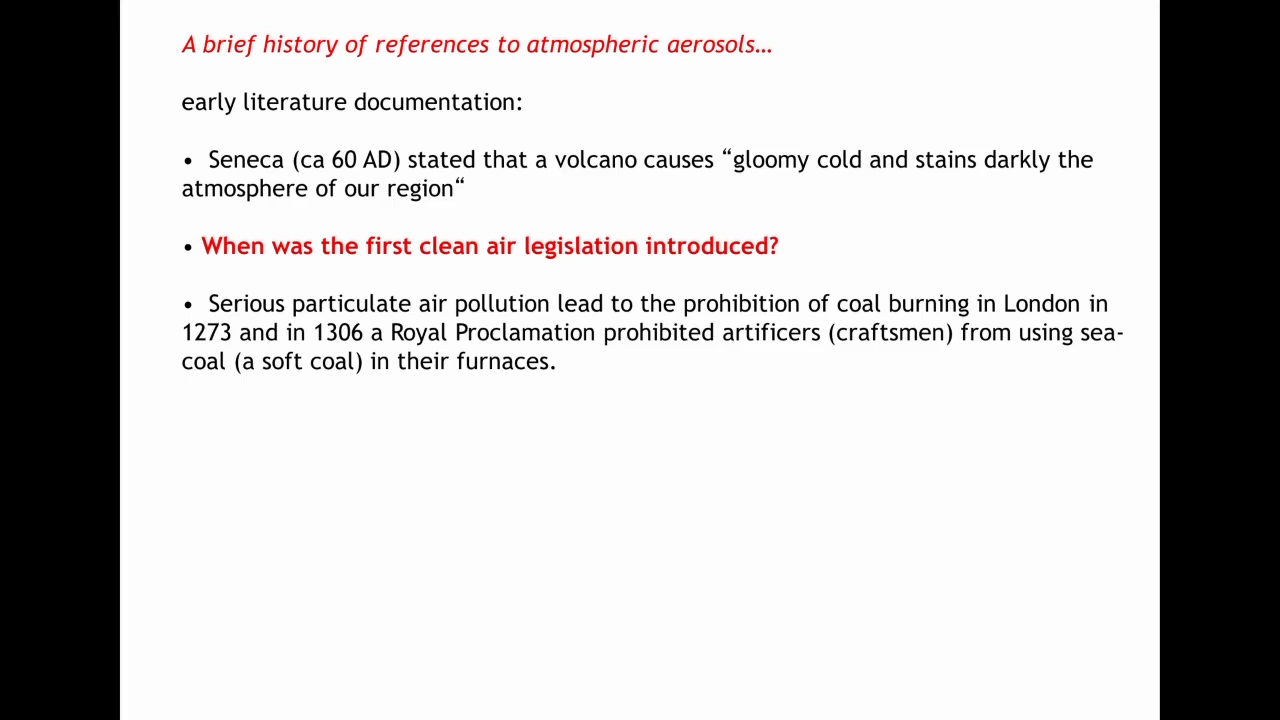 A brief history of references to atmospheric aerosols…
early literature documentation:
• Seneca (ca 60 AD) stated that a volcano causes “gloomy cold and stains darkly the
atmosphere of our region“
• When was the first clean air legislation introduced?
• Serious particulate air pollution lead to the prohibition of coal burning in London in
1273 and in 1306 a Royal Proclamation prohibited artificers (craftsmen) from using sea-
coal (a soft coal) in their furnaces.